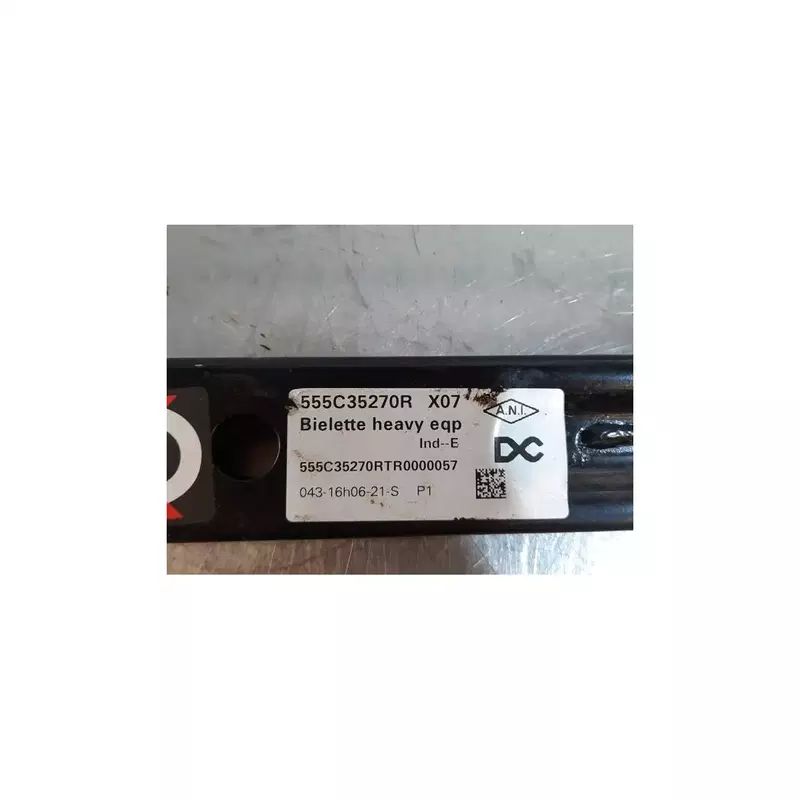 555C35270R X07
A.N.I.
Bielette heavy eqp
Ind--E
DC
555C35270RTR0000057
043-16h06-21-S P1